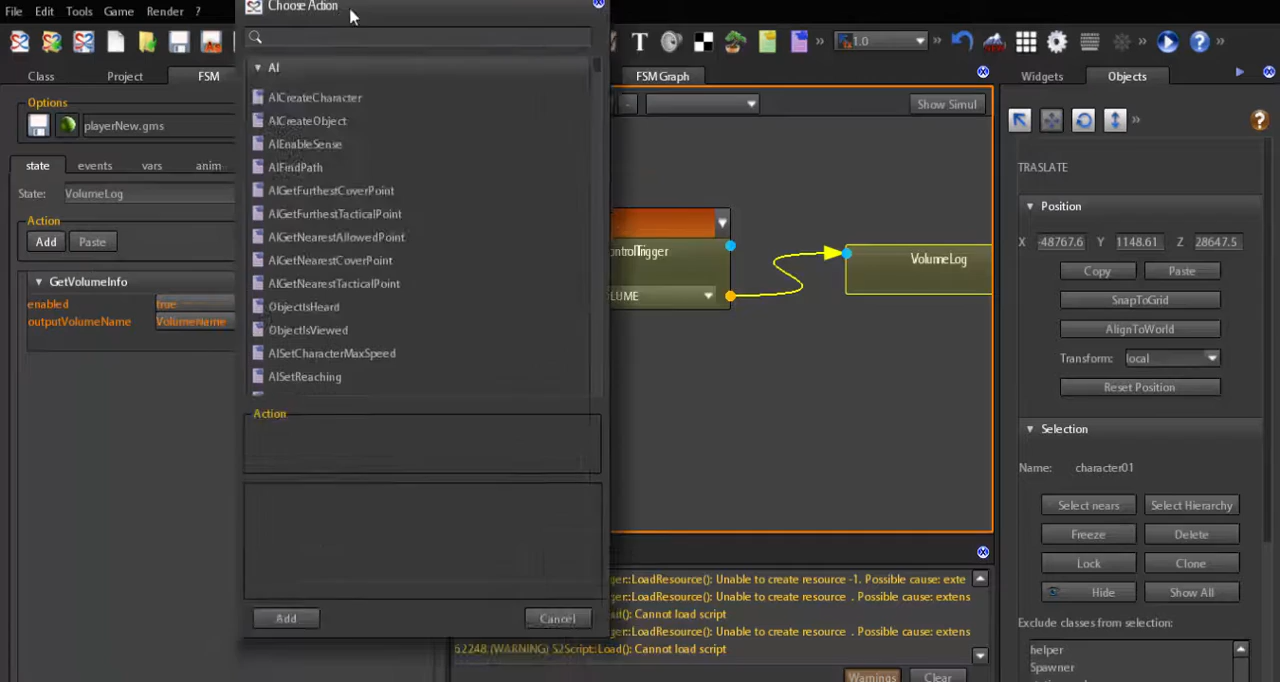 File Edit Tools Game Render ?
Choose Action
1.0
Class Project FSM
FSM Graph
Widgets Objects
Options
playerNew.gms
Show Simul
state events vars anim
State: VolumeLog
Action
Add Paste
GetVolumeInfo
enabled true
outputVolumeName VolumeName
AI
AICreateCharacter
AICreateObject
AIEnableSense
AIFindPath
AIGetFurthestCoverPoint
AIGetFurthestTacticalPoint
AIGetNearestAllowedPoint
AIGetNearestCoverPoint
AIGetNearestTacticalPoint
ObjectIsHeard
ObjectIsViewed
AISetCharacterMaxSpeed
AISetReaching
Action
Add Cancel
ontrolTrigger
LUME
VolumeLog
TRASLATE
Position
X -48767.6 Y 1148.61 Z 28647.5
Copy Paste
SnapToGrid
AlignToWorld
Transform: local
Reset Position
Selection
Name: character01
Select nears Select Hierarchy
Freeze Delete
Lock Clone
Hide Show All
Exclude classes from selection:
helper
Spawner
ger::LoadResource(): Unable to create resource -1. Possible cause: exte
ger::LoadResource(): Unable to create resource . Possible cause: extens
oad(): Cannot load script
ger::LoadResource(): Unable to create resource . Possible cause: extens
62248: (WARNING) S2Script::Load(): Cannot load script
Warnings Clear